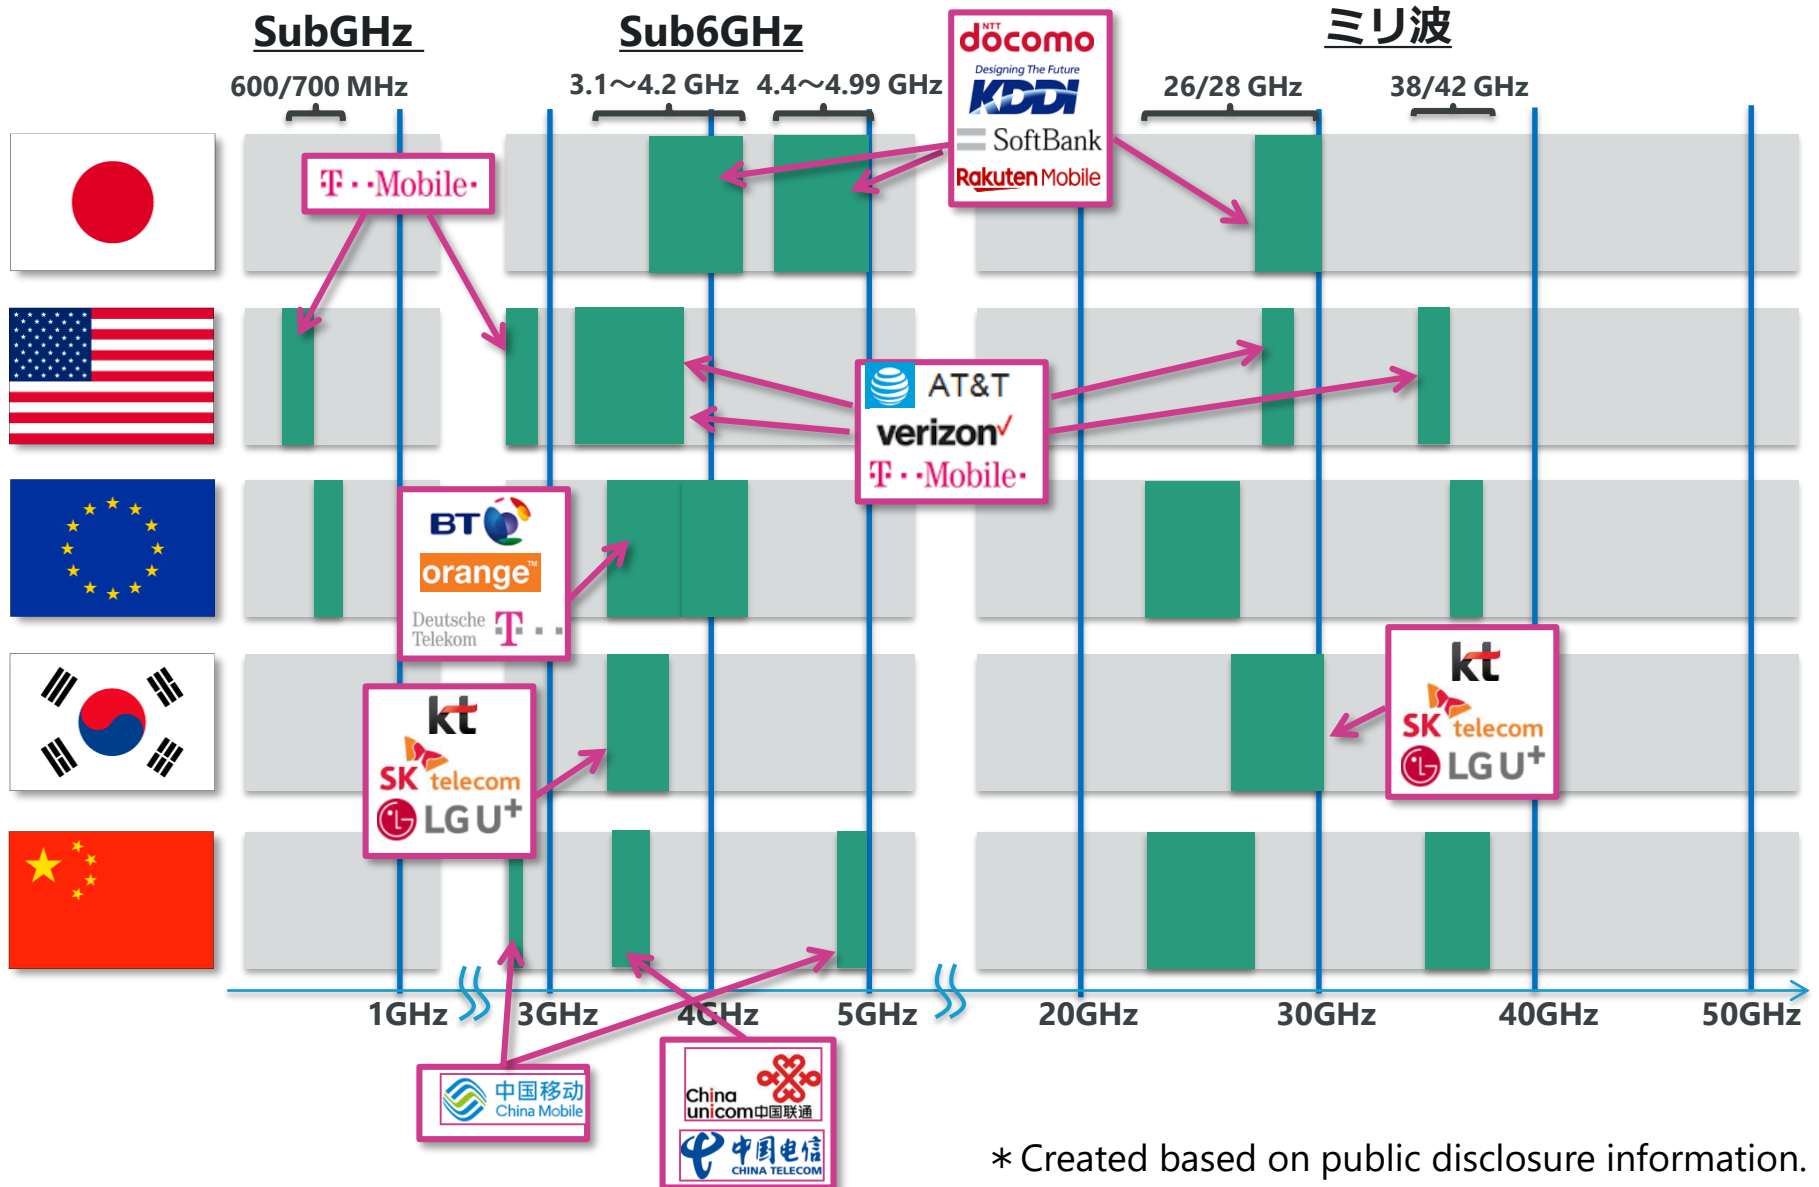 SubGHz
Sub6GHz
ミリ波
600/700 MHz
3.1～4.2 GHz
4.4～4.99 GHz
26/28 GHz
38/42 GHz
NTT
döcomo
Designing The Future
KDDI
SoftBank
Rakuten Mobile
T··Mobile·
AT&T
verizon✓
T··Mobile·
BT
orange™
Deutsche
Telekom
T··
kt
SK telecom
LG U+
kt
SK telecom
LG U+
1GHz
3GHz
4GHz
5GHz
20GHz
30GHz
40GHz
50GHz
中国移动
China Mobile
China
unicom中国联通
中国电信
CHINA TELECOM
＊Created based on public disclosure information.